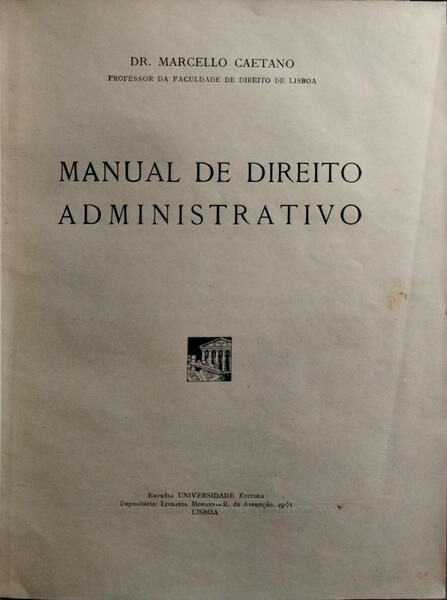 DR. MARCELLO CAETANO
PROFESSOR DA FACULDADE DE DIREITO DE LISBOA
MANUAL DE DIREITO
ADMINISTRATIVO
Emprêsa UNIVERSIDADE Editora
Depositária: Livraria Moraes—R. da Assunção, 49-51
LISBOA